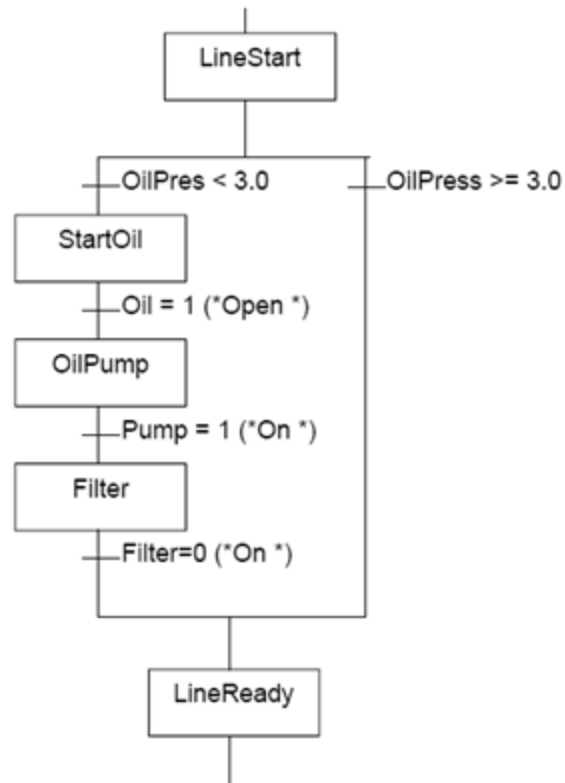 LineStart
OilPres < 3.0
OilPress >= 3.0
StartOil
Oil = 1 (*Open *)
OilPump
Pump = 1 (*On *)
Filter
Filter=0 (*On *)
LineReady